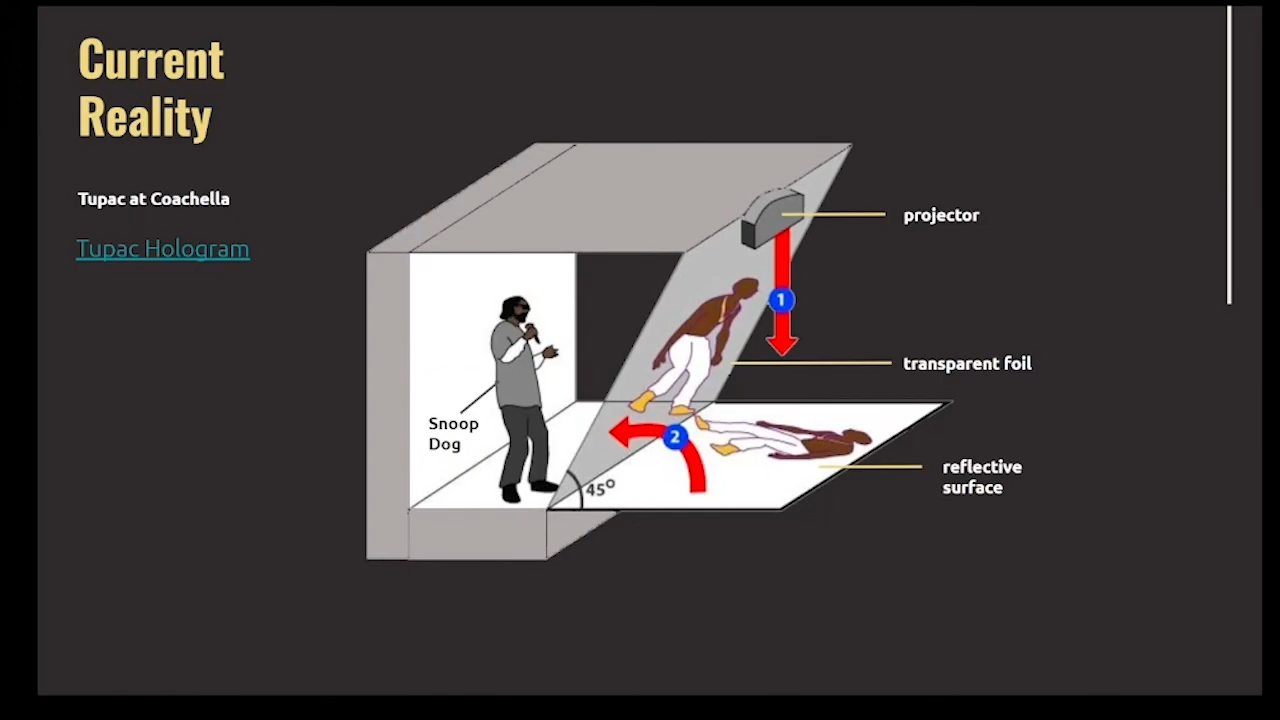 Current
Reality
Tupac at Coachella
Tupac Hologram
projector
1
transparent foil
2
Snoop
Dog
45°
reflective
surface